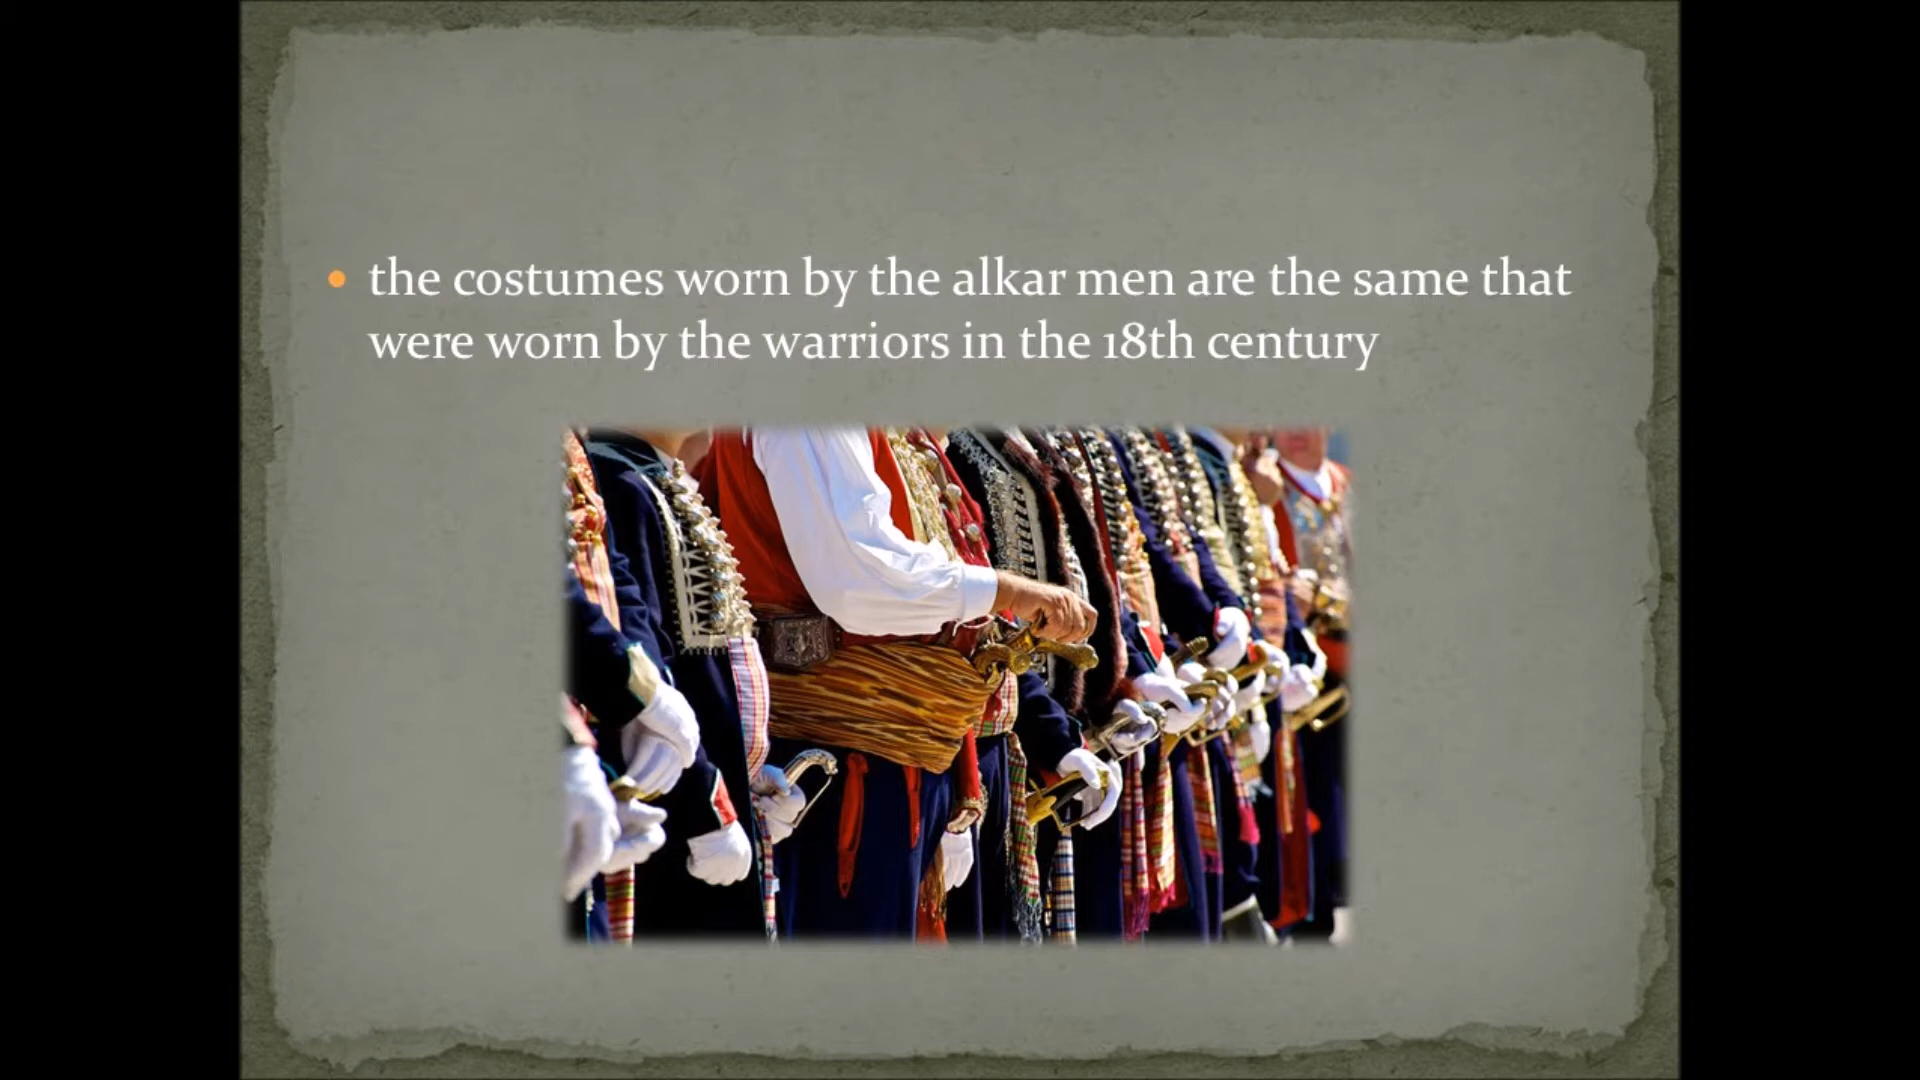 the costumes worn by the alkar men are the same that
were worn by the warriors in the 18th century